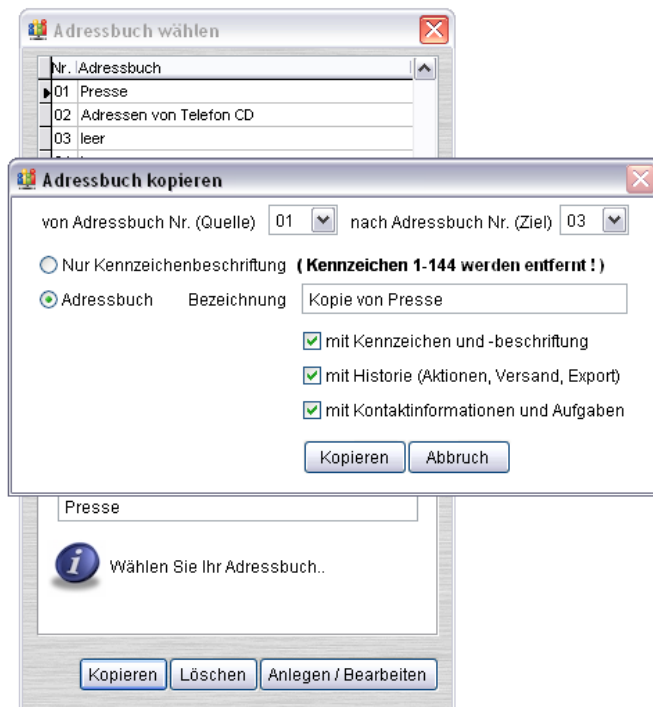 Adressbuch wählen
Nr. Adressbuch
01 Presse
02 Adressen von Telefon CD
03 leer
Adressbuch kopieren
von Adressbuch Nr. (Quelle) 01 nach Adressbuch Nr. (Ziel) 03
Nur Kennzeichenbeschriftung ( Kennzeichen 1-144 werden entfernt ! )
Adressbuch Bezeichnung Kopie von Presse
mit Kennzeichen und -beschriftung
mit Historie (Aktionen, Versand, Export)
mit Kontaktinformationen und Aufgaben
Kopieren Abbruch
Presse
Wählen Sie Ihr Adressbuch..
Kopieren Löschen Anlegen / Bearbeiten